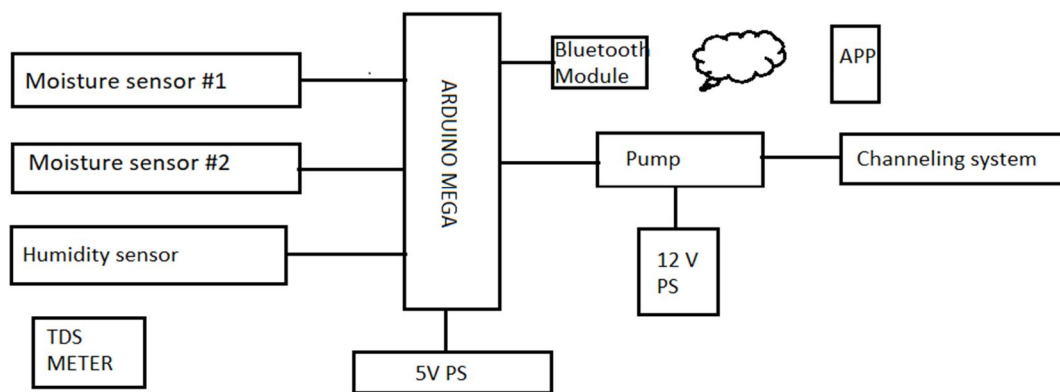 Moisture sensor #1
Moisture sensor #2
Humidity sensor
TDS
METER
ARDUINO MEGA
5V PS
Bluetooth
Module
APP
Pump
Channeling system
12 V
PS